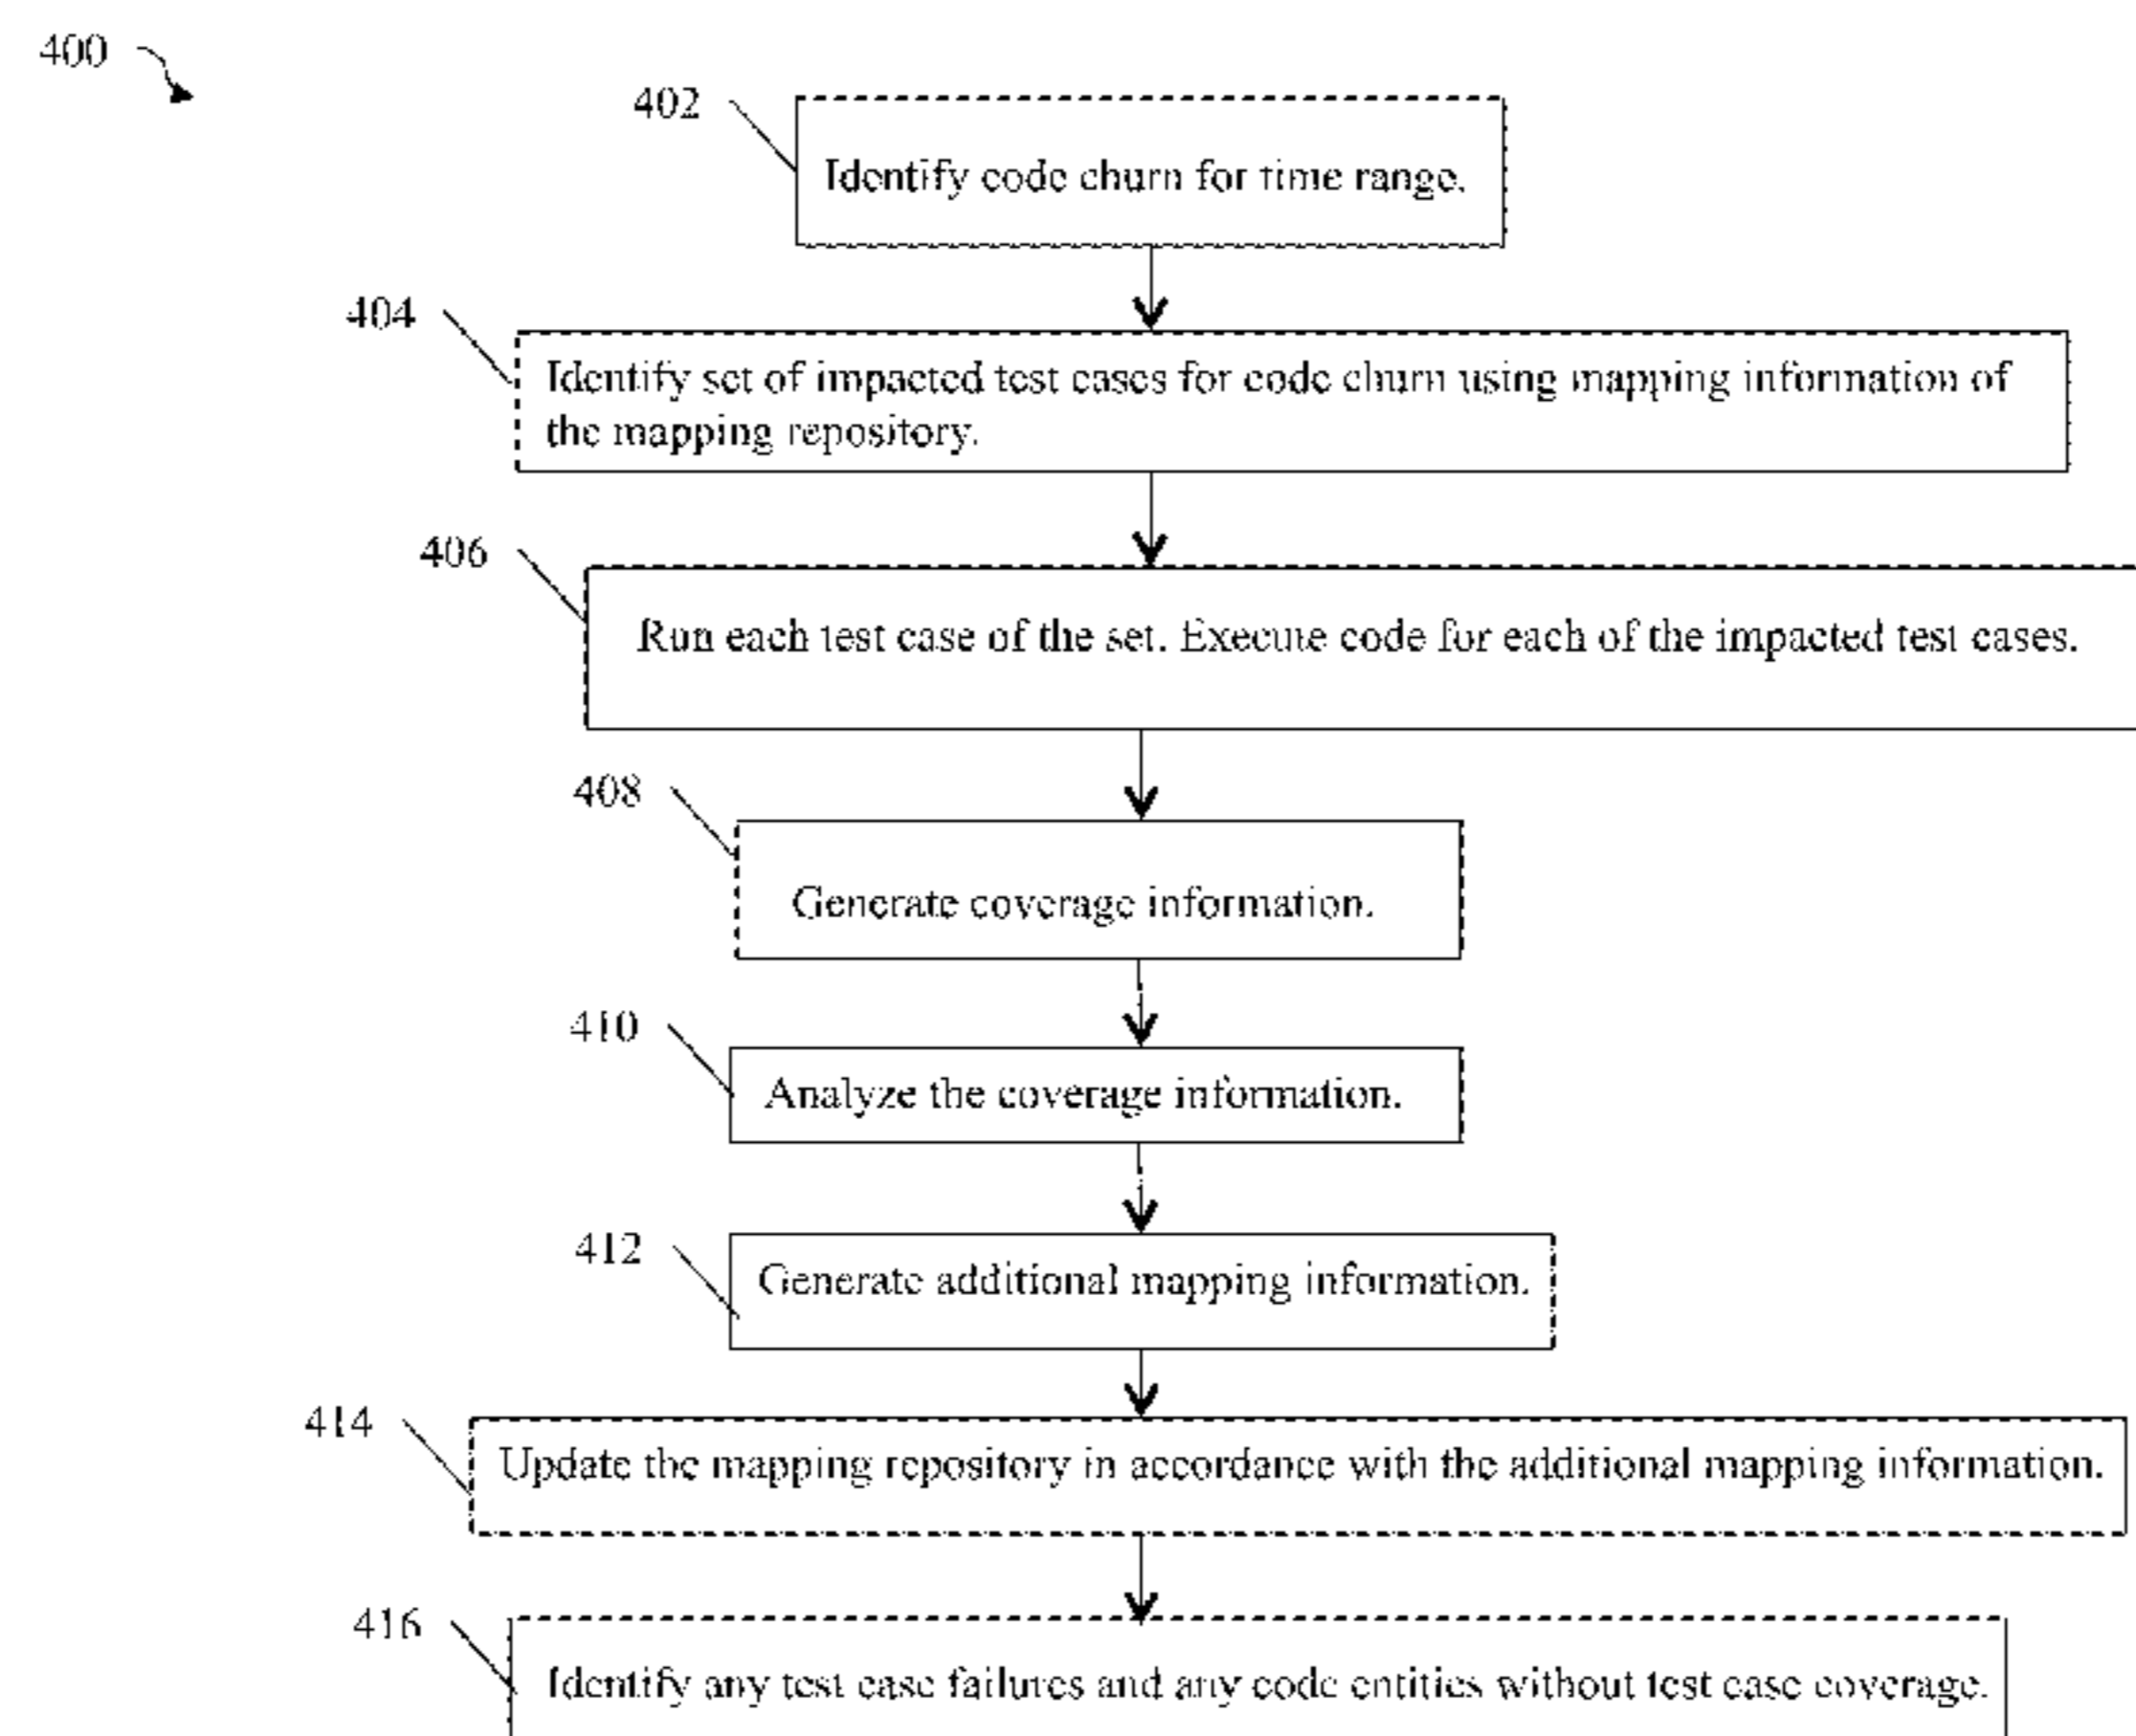 400
402
Identify code churn for time range.
404
Identify set of impacted test cases for code churn using mapping information of
the mapping repository.
406
Run each test case of the set. Execute code for each of the impacted test cases.
408
Generate coverage information.
410
Analyze the coverage information.
412
Generate additional mapping information.
414
Update the mapping repository in accordance with the additional mapping information.
416
Identify any test case failures and any code entities without test case coverage.